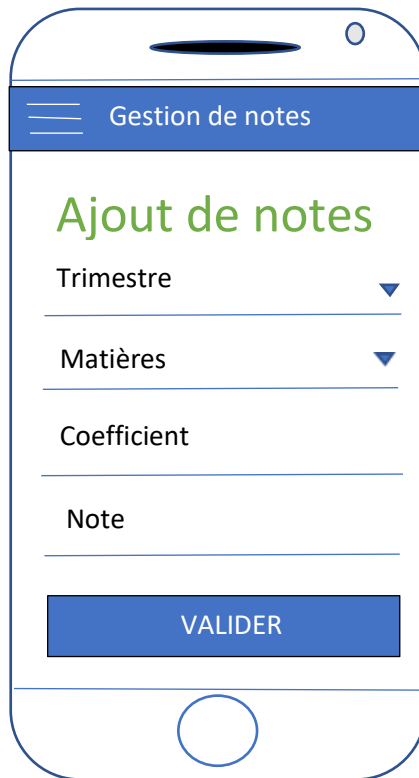 Gestion de notes
Ajout de notes
Trimestre
Matières
Coefficient
Note
VALIDER